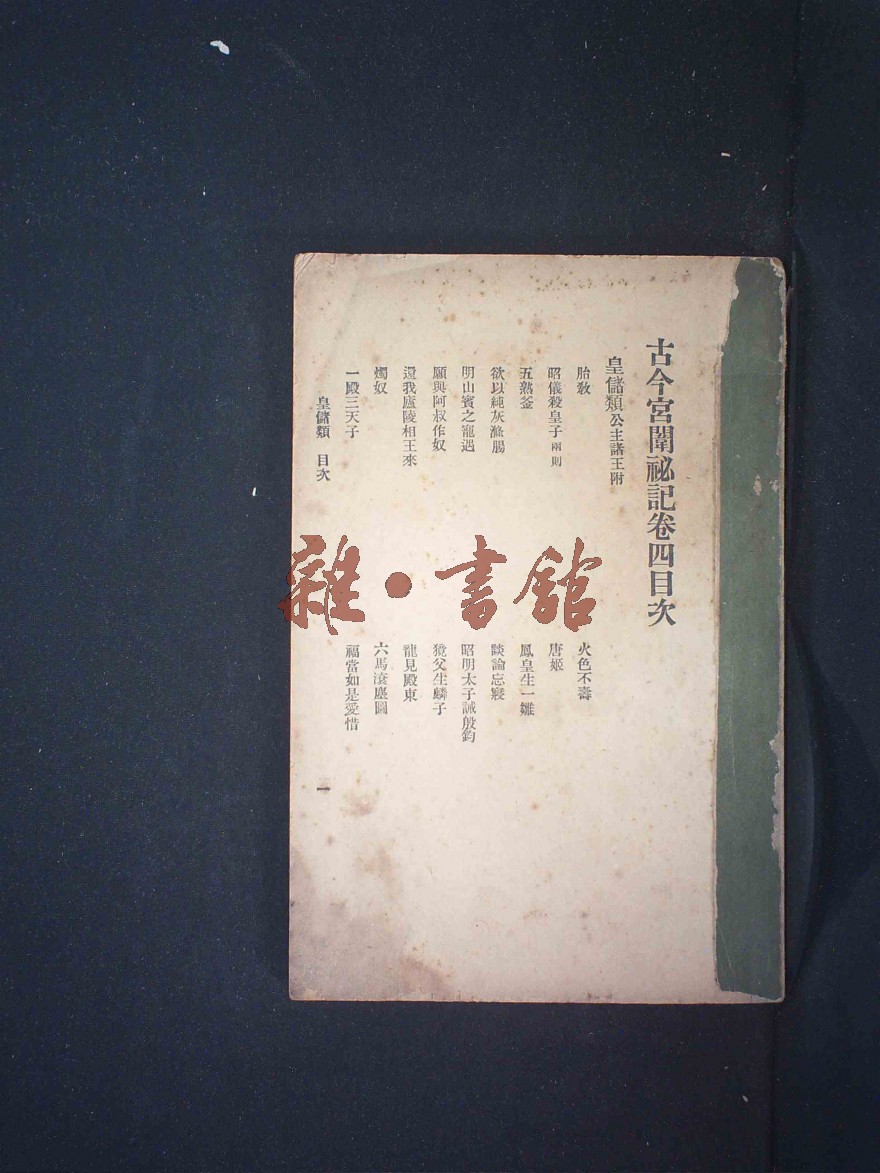 古今宮闈祕記卷四目次
皇儲類公主諸王附
胎敎
火色不壽
昭儀殺皇子兩則
唐姬
五熟釜
鳳皇生一雛
欲以純灰滌腸
談論忘寢
明山賓之寵遇
昭明太子誡殷鈞
願與阿叔作奴
㹠父生麟子
還我廬陵相王來
龍見殿東
燭奴
六馬滾塵圖
一殿三天子
福當如是愛惜
皇儲類 目次
一
雜·書館